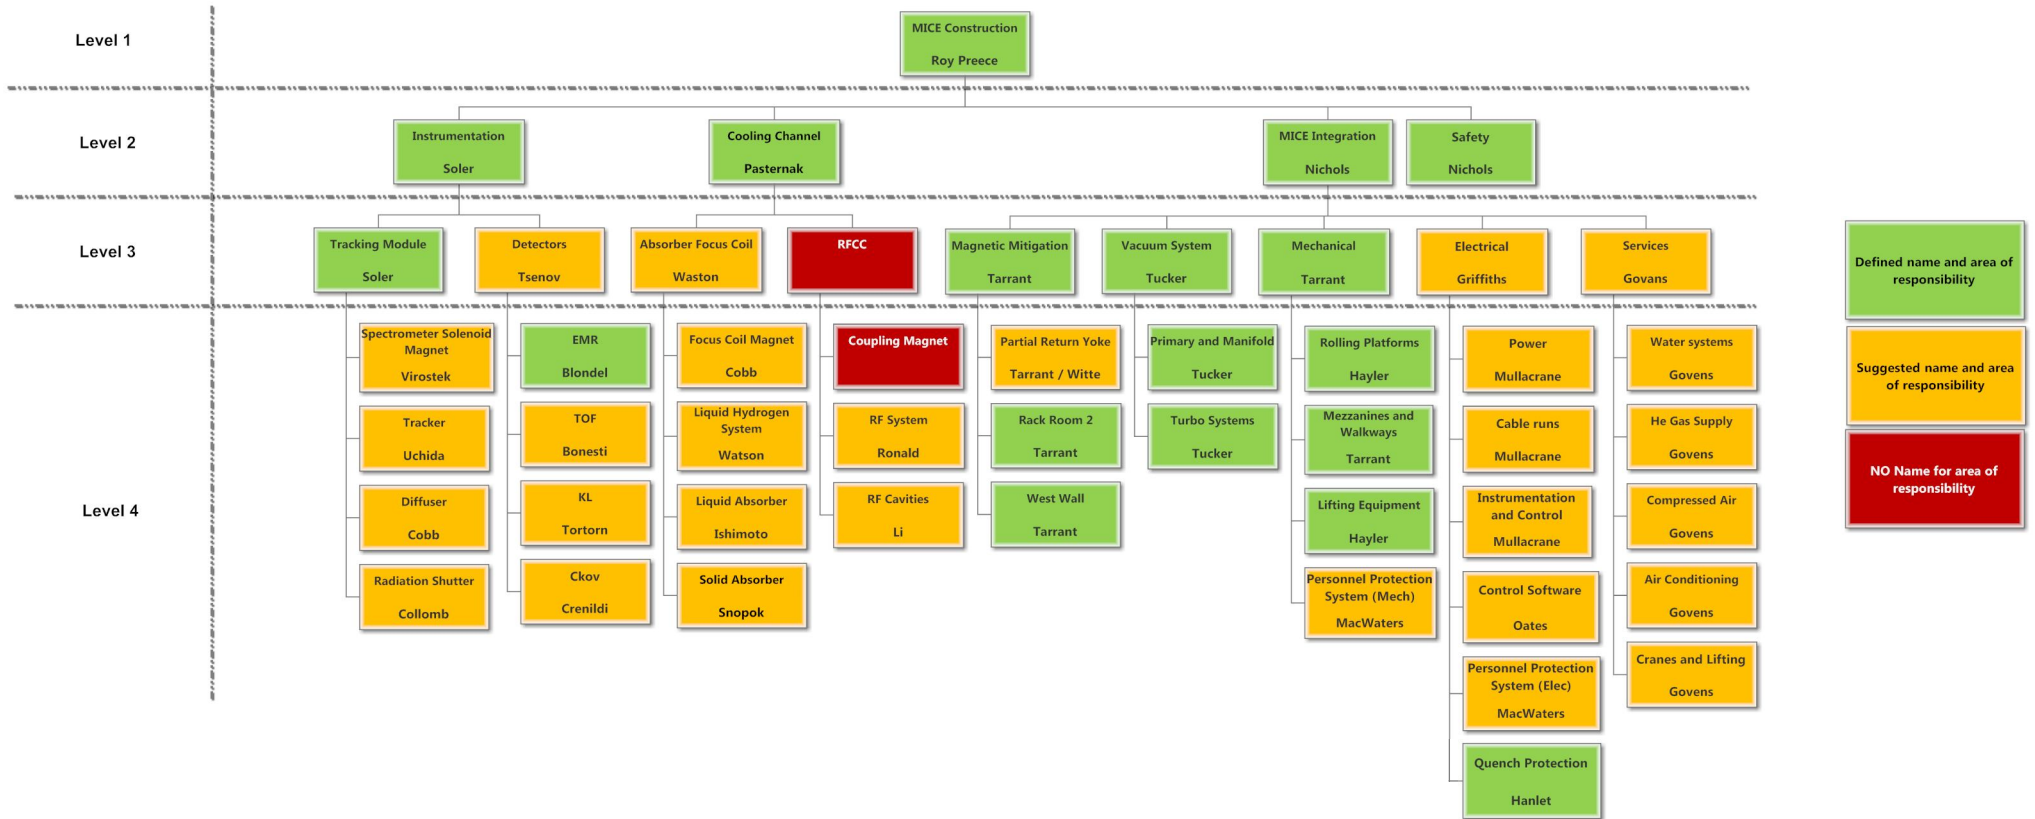 Level 1
MICE Construction
Roy Preece
Level 2
Instrumentation
Soler
Cooling Channel
Pasternak
MICE Integration
Nichols
Safety
Nichols
Level 3
Tracking Module
Soler
Detectors
Tsenov
Absorber Focus Coil
Waston
RFCC
Magnetic Mitigation
Tarrant
Vacuum System
Tucker
Mechanical
Tarrant
Electrical
Griffiths
Services
Govans
Level 4
Spectrometer Solenoid
Magnet
Virostek
Tracker
Uchida
Diffuser
Cobb
Radiation Shutter
Collomb
EMR
Blondel
TOF
Bonesti
KL
Tortorn
Ckov
Crenildi
Focus Coil Magnet
Cobb
Liquid Hydrogen
System
Watson
Liquid Absorber
Ishimoto
Solid Absorber
Snopok
Coupling Magnet
RF System
Ronald
RF Cavities
Li
Partial Return Yoke
Tarrant / Witte
Rack Room 2
Tarrant
West Wall
Tarrant
Primary and Manifold
Tucker
Turbo Systems
Tucker
Rolling Platforms
Hayler
Mezzanines and
Walkways
Tarrant
Lifting Equipment
Hayler
Personnel Protection
System (Mech)
MacWaters
Power
Mullacrane
Cable runs
Mullacrane
Instrumentation
and Control
Mullacrane
Control Software
Oates
Personnel Protection
System (Elec)
MacWaters
Quench Protection
Hanlet
Water systems
Govens
He Gas Supply
Govens
Compressed Air
Govens
Air Conditioning
Govens
Cranes and Lifting
Govens
Defined name and area of
responsibility
Suggested name and area
of responsibility
NO Name for area of
responsibility